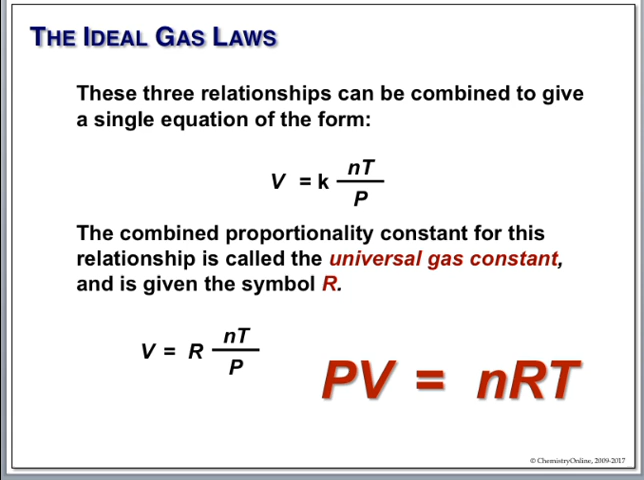 THE IDEAL GAS LAWS
These three relationships can be combined to give
a single equation of the form:
V = k nT
P
The combined proportionality constant for this
relationship is called the universal gas constant,
and is given the symbol R.
V = R nT
P
PV = nRT
© ChemistryOnline, 2009-2017